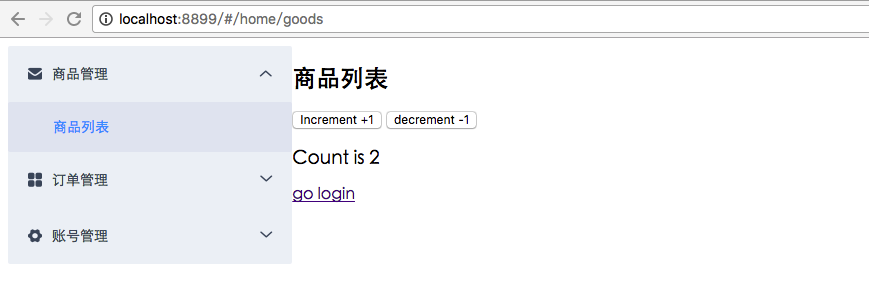 localhost:8899/#/home/goods
商品管理
商品列表
订单管理
账号管理
商品列表
Increment +1 decrement -1
Count is 2
go login